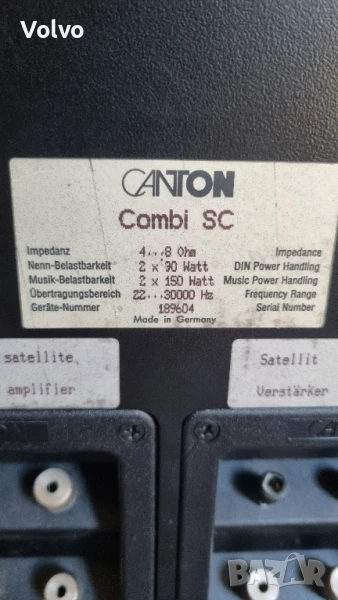 Volvo
CANTON
Combi SC
Impedanz 4...8 Ohm Impedance
Nenn-Belastbarkeit 2 x 90 Watt DIN Power Handling
Musik-Belastbarkeit 2 x 150 Watt Music Power Handling
Übertragungsbereich 22...30000 Hz Frequency Range
Geräte-Nummer 189604 Serial Number
Made in Germany
satellite
amplifier
Satellit
Verstärker
CANTON
BAZAR